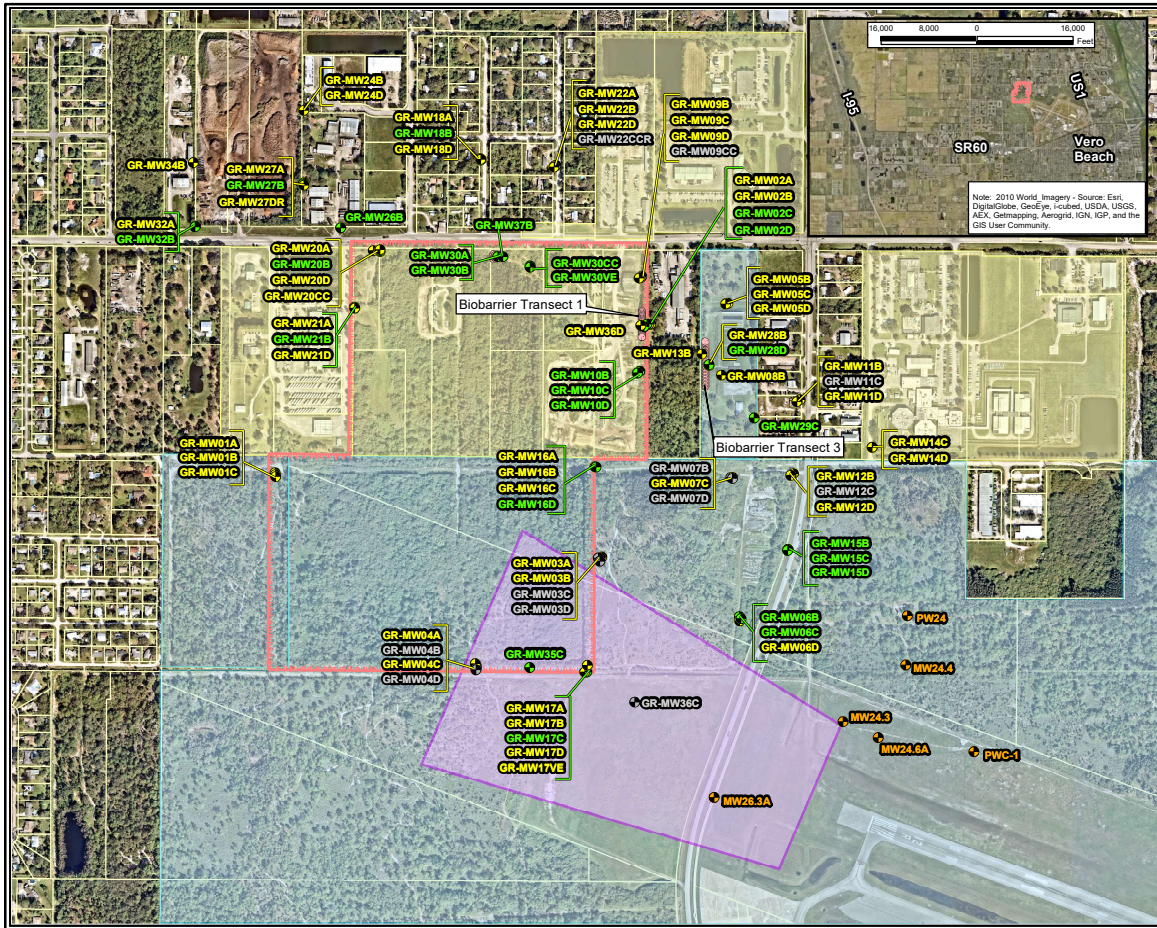 16,000 8,000 0 16,000
Feet
I-95
US1
SR60
Vero
Beach
Note: 2010 World_Imagery - Source: Esri,
DigitalGlobe, GeoEye, i-cubed, USDA, USGS,
AEX, Getmapping, Aerogrid, IGN, IGP, and the
GIS User Community.
GR-MW24B
GR-MW24D
GR-MW18A
GR-MW18B
GR-MW18D
GR-MW22A
GR-MW22B
GR-MW22D
GR-MW22CCR
GR-MW09B
GR-MW09C
GR-MW09D
GR-MW09CC
GR-MW34B
GR-MW27A
GR-MW27B
GR-MW27DR
GR-MW02A
GR-MW02B
GR-MW02C
GR-MW02D
GR-MW32A
GR-MW32B
GR-MW26B
GR-MW37B
GR-MW20A
GR-MW20B
GR-MW20D
GR-MW20CC
GR-MW30A
GR-MW30B
GR-MW30CC
GR-MW30VE
Biobarrier Transect 1
GR-MW05B
GR-MW05C
GR-MW05D
GR-MW21A
GR-MW21B
GR-MW21D
GR-MW36D
GR-MW13B
GR-MW28B
GR-MW28D
GR-MW08B
GR-MW10B
GR-MW10C
GR-MW10D
GR-MW11B
GR-MW11C
GR-MW11D
GR-MW29C
Biobarrier Transect 3
GR-MW14C
GR-MW14D
GR-MW01A
GR-MW01B
GR-MW01C
GR-MW16A
GR-MW16B
GR-MW16C
GR-MW16D
GR-MW07B
GR-MW07C
GR-MW07D
GR-MW12B
GR-MW12C
GR-MW12D
GR-MW15B
GR-MW15C
GR-MW15D
GR-MW03A
GR-MW03B
GR-MW03C
GR-MW03D
GR-MW06B
GR-MW06C
GR-MW06D
PW24
GR-MW04A
GR-MW04B
GR-MW04C
GR-MW04D
GR-MW35C
MW24.4
GR-MW17A
GR-MW17B
GR-MW17C
GR-MW17D
GR-MW17VE
GR-MW36C
MW24.3
MW24.6A
PWC-1
MW26.3A